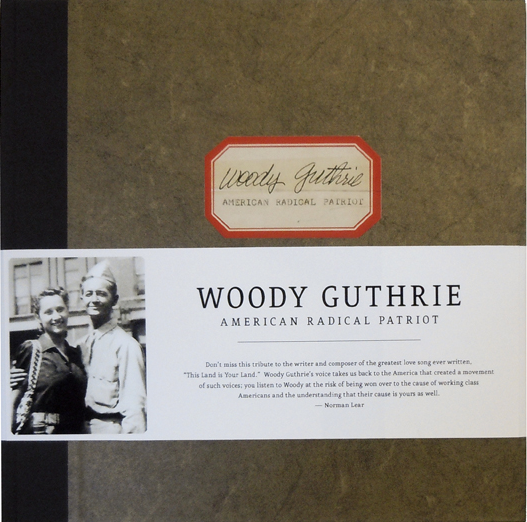 Woody Guthrie
AMERICAN RADICAL PATRIOT
WOODY GUTHRIE
AMERICAN RADICAL PATRIOT
Don't miss this tribute to the writer and composer of the greatest love song ever written,
"This Land is Your Land." Woody Guthrie's voice takes us back to the America that created a movement
of such voices; you listen to Woody at the risk of being won over to the cause of working class
Americans and the understanding that their cause is yours as well.
— Norman Lear